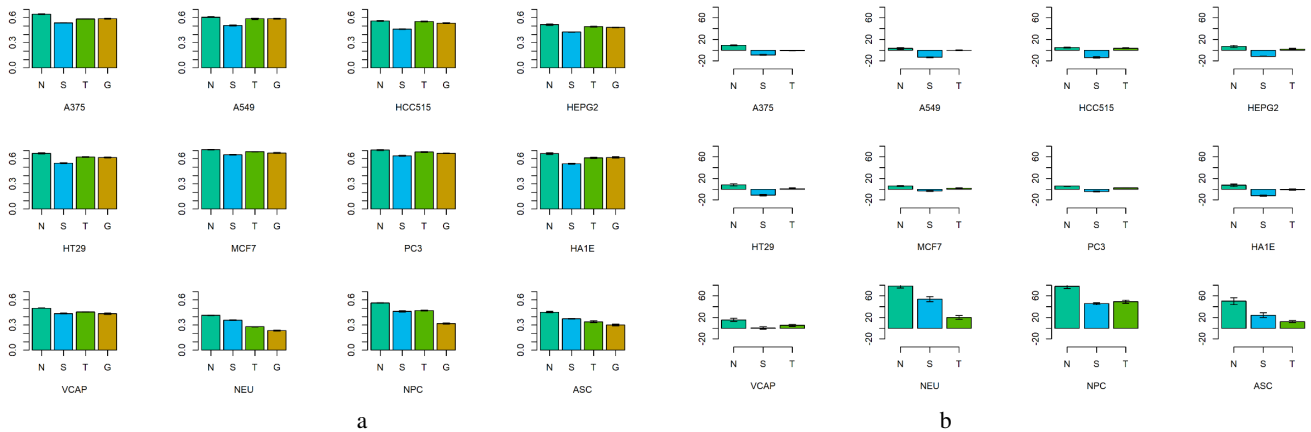 0.0 0.3 0.6 0.0 0.3 0.6 0.0 0.3 0.6 0.0 0.3 0.6 -20 20 60 -20 20 60 -20 20 60 -20 20 60
N S T G N S T G N S T G N S T G N S T N S T N S T N S T
A375 A549 HCC515 HEPG2 A375 A549 HCC515 HEPG2
0.0 0.3 0.6 0.0 0.3 0.6 0.0 0.3 0.6 0.0 0.3 0.6 -20 20 60 -20 20 60 -20 20 60 -20 20 60
N S T G N S T G N S T G N S T G N S T N S T N S T N S T
HT29 MCF7 PC3 HA1E HT29 MCF7 PC3 HA1E
0.0 0.3 0.6 0.0 0.3 0.6 0.0 0.3 0.6 0.0 0.3 0.6 -20 20 60 -20 20 60 -20 20 60 -20 20 60
N S T G N S T G N S T G N S T G N S T N S T N S T N S T
VCAP NEU NPC ASC VCAP NEU NPC ASC
a b